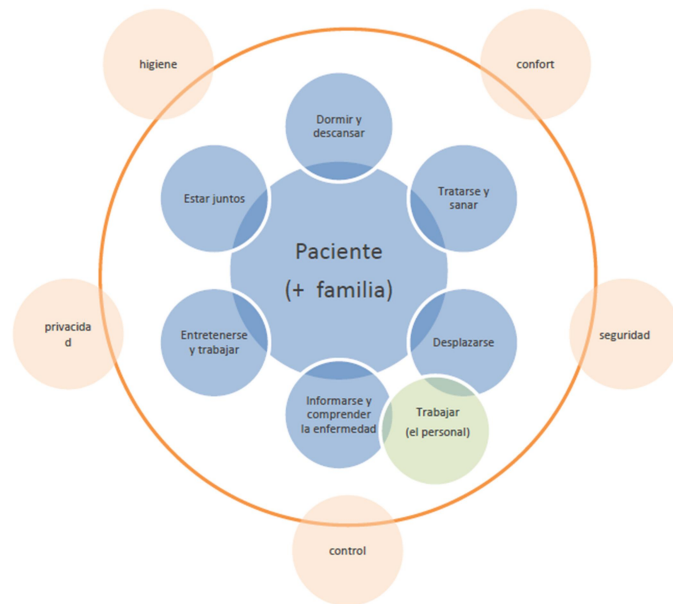 higiene
confort
Dormir y
descansar
Estar juntos
Tratarse y
sanar
Paciente
(+ familia)
privacida
d
Entretenerse
y trabajar
Desplazarse
seguridad
Informarse y
comprender
la enfermedad
Trabajar
(el personal)
control